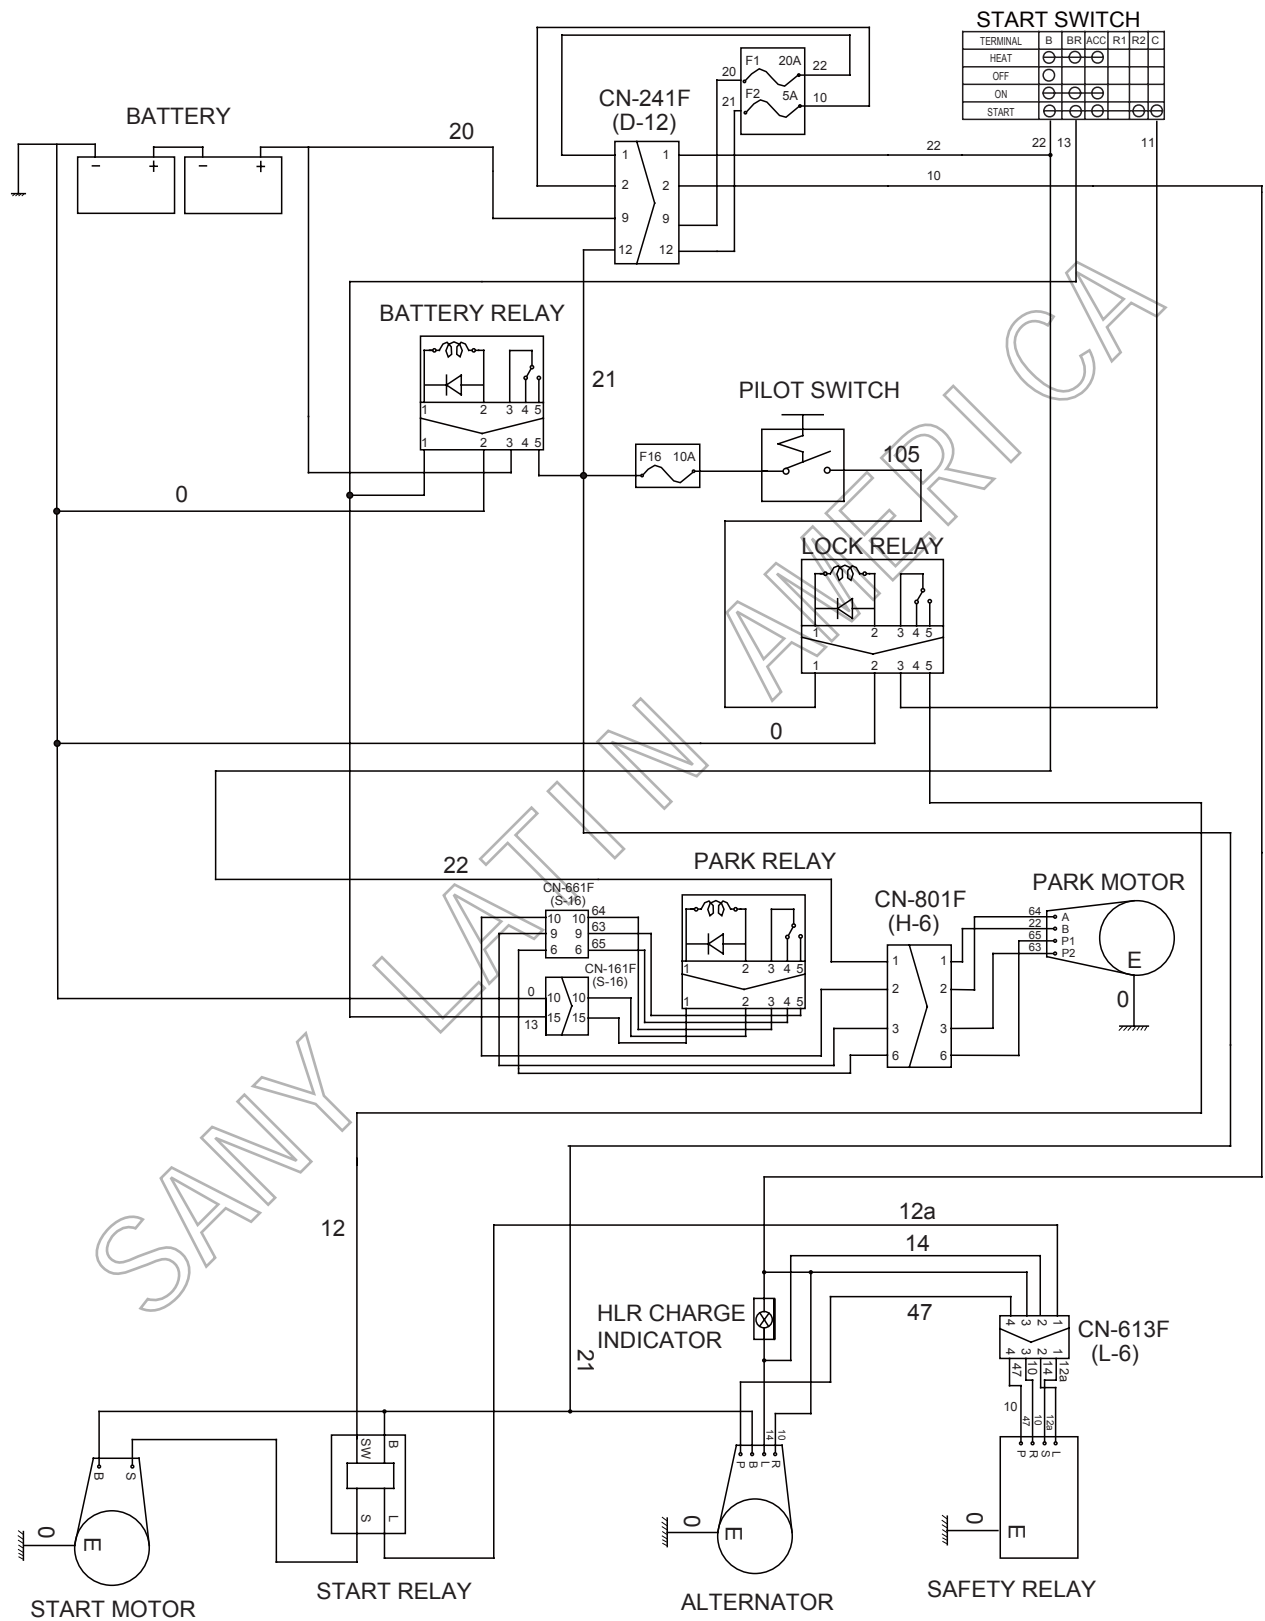 START SWITCH
TERMINAL B BR ACC R1 R2 C
HEAT
OFF
ON
START
22 13 11
BATTERY
- + - +
20
CN-241F
(D-12)
F1 20A
20 22
F2 5A
21 10
1 1
2 2
9 9
12 12
22
10
BATTERY RELAY
1 2 3 4 5
1 2 3 4 5
21
PILOT SWITCH
F16 10A
105
0
LOCK RELAY
1 2 3 4 5
1 2 3 4 5
0
22
PARK RELAY
1 2 3 4 5
1 2 3 4 5
CN-661F
(S-16)
10 10 64
9 9 63
6 6 65
CN-161F
(S-16)
0 10 10
13 15 15
CN-801F
(H-6)
1 1
2 2
3 3
6 6
PARK MOTOR
64 A
22 B
65 P1
63 P2
E
0
SANY LATIN AMERICA
12
12a
14
47
HLR CHARGE
INDICATOR
21
4 3 2 1
4 3 2 1
CN-613F
(L-6)
47 10 14 12a
10 47 10 12a
P R S L
E
0
SAFETY RELAY
14 10
P B L R
E
0
ALTERNATOR
SW B
S L
START RELAY
B S
E
0
START MOTOR